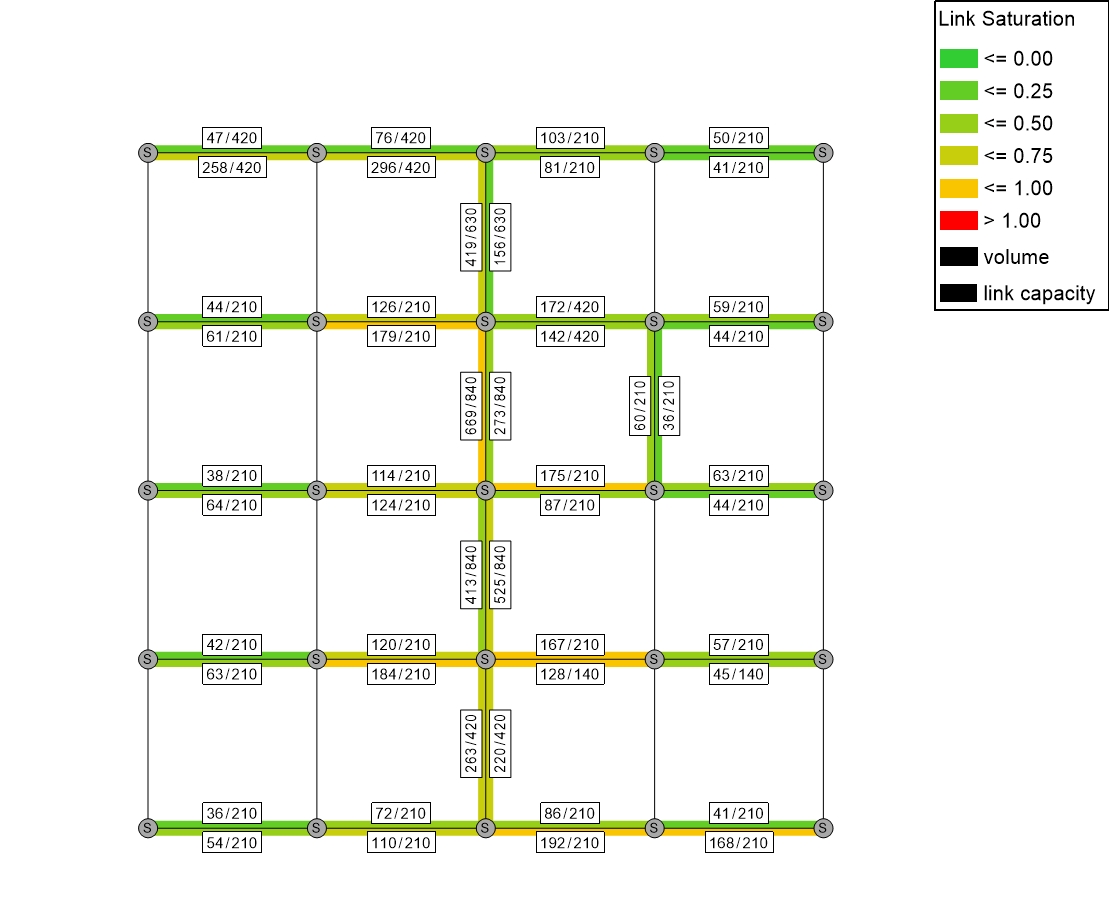 Link Saturation
<= 0.00
<= 0.25
<= 0.50
<= 0.75
<= 1.00
> 1.00
volume
link capacity
47/420 76/420 103/210 50/210
S S S S S
258/420 296/420 81/210 41/210
419/630 156/630
44/210 126/210 172/420 59/210
S S S S S
61/210 179/210 142/420 44/210
669/840 273/840 60/210 36/210
38/210 114/210 175/210 63/210
S S S S S
64/210 124/210 87/210 44/210
413/840 525/840
42/210 120/210 167/210 57/210
S S S S S
63/210 184/210 128/140 45/140
263/420 220/420
36/210 72/210 86/210 41/210
S S S S S
54/210 110/210 192/210 168/210